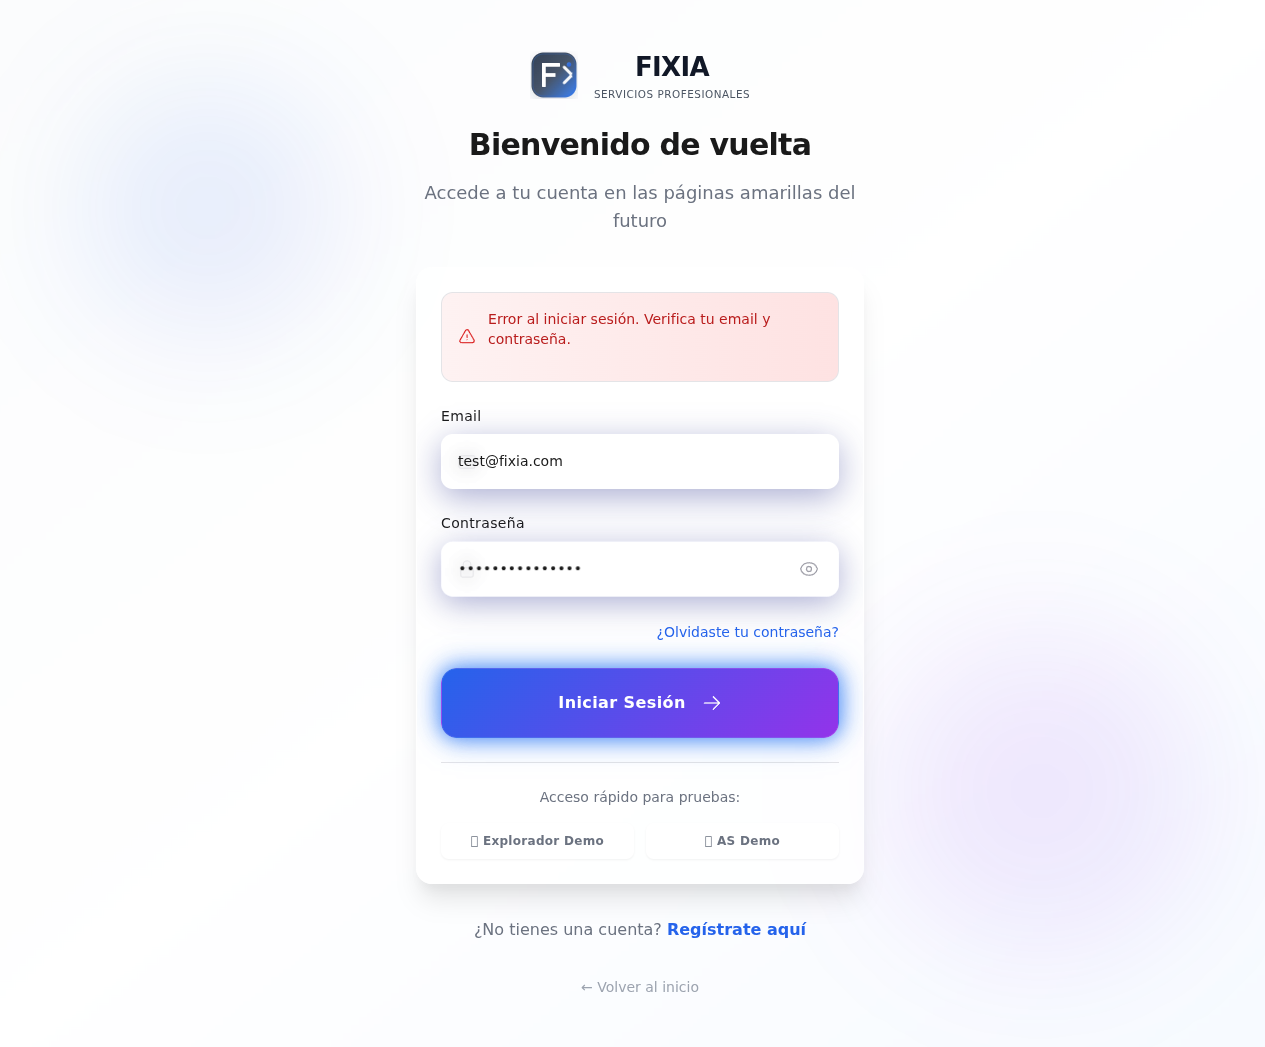 FIXIA
SERVICIOS PROFESIONALES
Bienvenido de vuelta
Accede a tu cuenta en las páginas amarillas del
futuro
Error al iniciar sesión. Verifica tu email y
contraseña.
Email
test@fixia.com
Contraseña
•••••••••••••••
¿Olvidaste tu contraseña?
Iniciar Sesión →
Acceso rápido para pruebas:
Explorador Demo
AS Demo
¿No tienes una cuenta? Regístrate aquí
← Volver al inicio